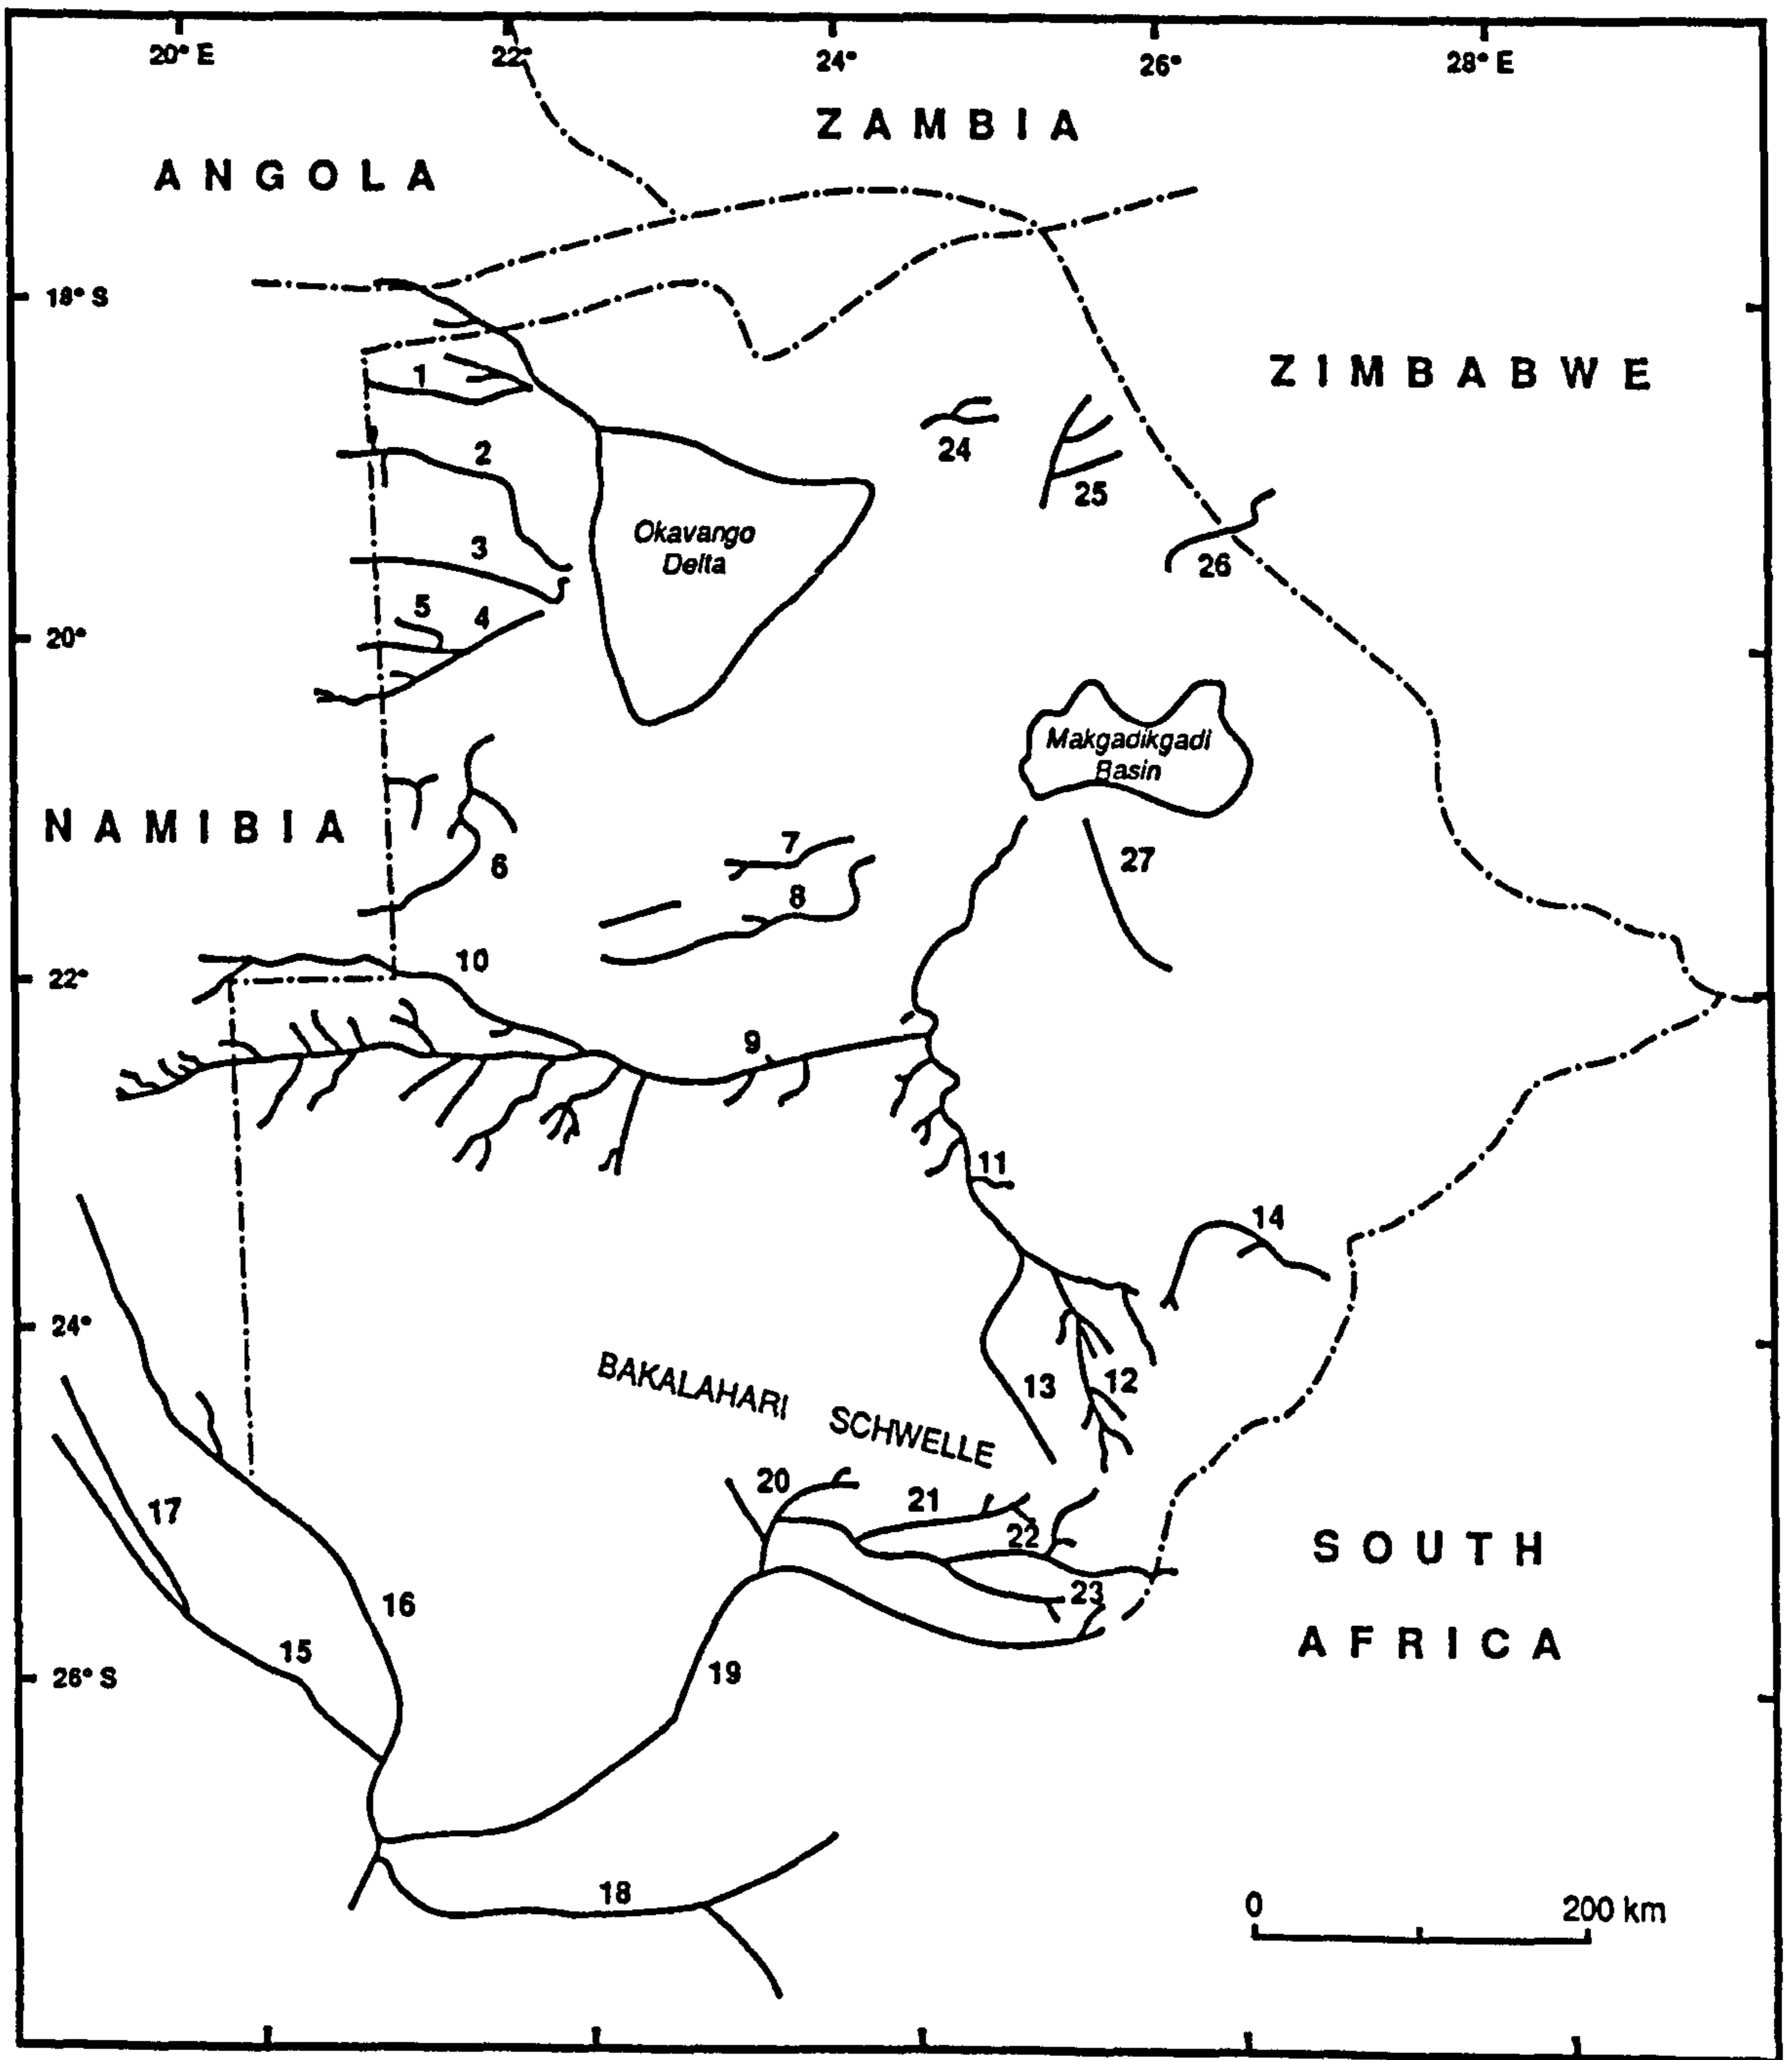 20° E
22°
24°
26°
28° E
ZAMBIA
ANGOLA
18° S
ZIMBABWE
1
24
2
25
Okavango
Delta
3
26
5
4
20°
Makgadikgadi
Basin
NAMIBIA
7
27
6
8
10
22°
9
11
14
24°
BAKALAHARI SCHWELLE
13
12
20
21
17
22
SOUTH
23
16
AFRICA
15
26° S
19
18
0
200 km